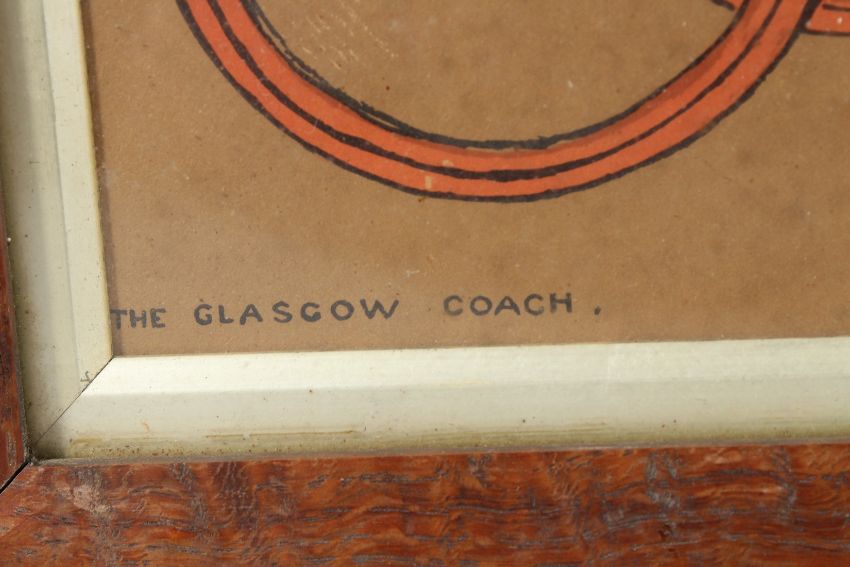 THE GLASGOW COACH.